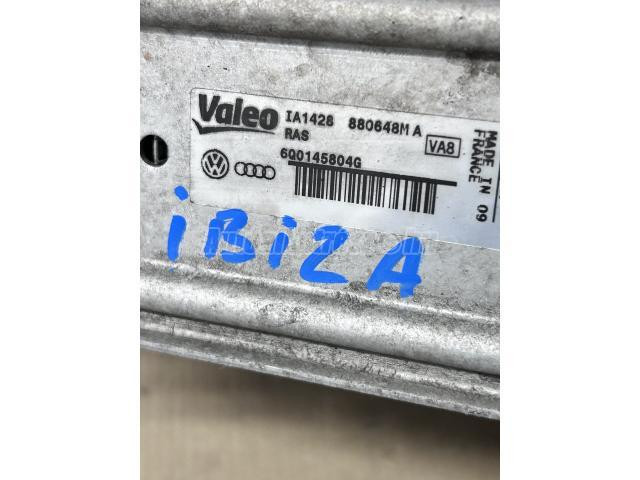 Valeo IA1428 880648M A VA8
RAS
6Q0145804G
MADE IN
FRANCE 09
iBiZA